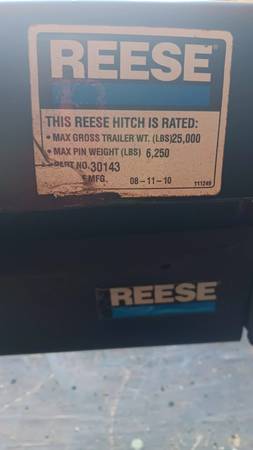 REESE®
THIS REESE HITCH IS RATED:
• MAX GROSS TRAILER WT. (LBS) 25,000
• MAX PIN WEIGHT (LBS) 6,250
PART NO. 30143
MFG. 08-11-10
111249
REESE